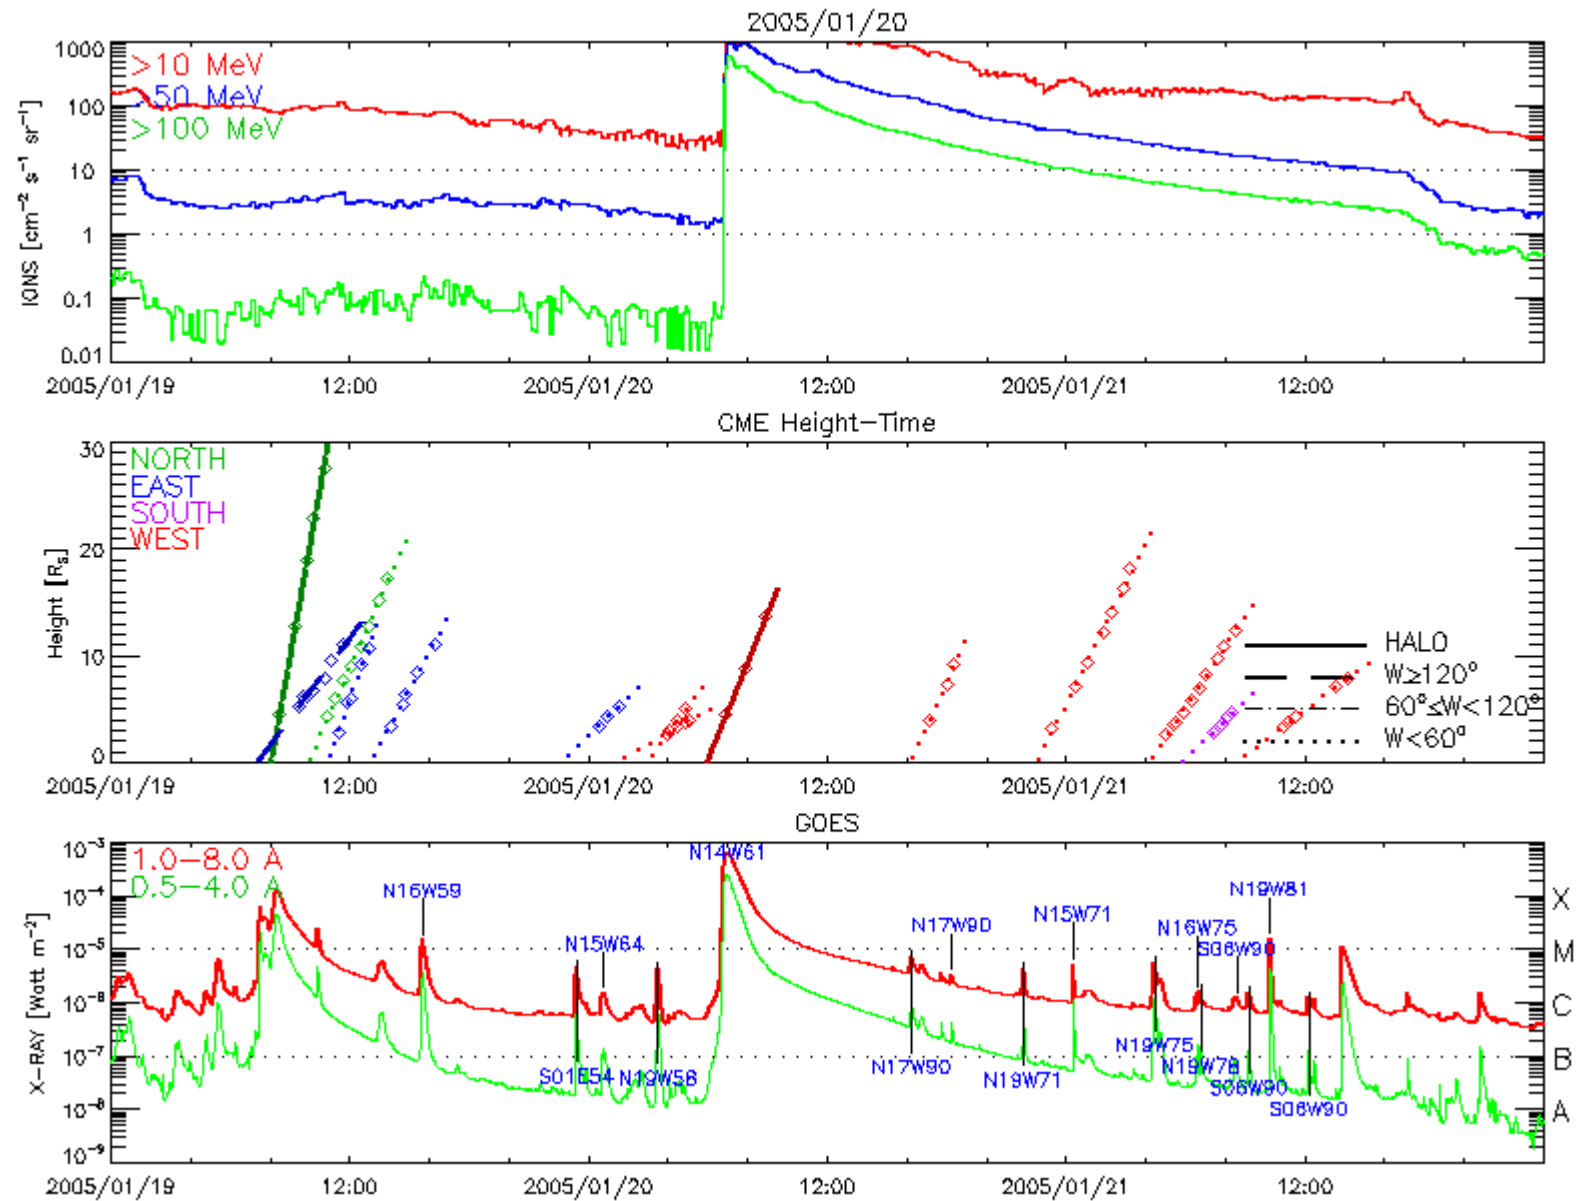 2005/01/20
1000
>10 MeV
>50 MeV
100
>100 MeV
10
1
0.1
0.01
IONS [cm⁻² s⁻¹ sr⁻¹]
2005/01/19 12:00 2005/01/20 12:00 2005/01/21 12:00
CME Height-Time
30
NORTH
EAST
SOUTH
WEST
20
10
0
Height [Rs]
HALO
W≥120°
60°≤W<120°
W<60°
2005/01/19 12:00 2005/01/20 12:00 2005/01/21 12:00
GOES
10⁻³
1.0-8.0 A
0.5-4.0 A
10⁻⁴
10⁻⁵
10⁻⁶
10⁻⁷
10⁻⁸
10⁻⁹
X-RAY [Watt m⁻²]
N14W61
N16W59
N19W81
N15W71
N17W90
N16W75
N15W64
S06W90
N19W75
N17W90
N19W78
N19W71
S01E54
N19W56
S06W90
S06W90
X
M
C
B
A
2005/01/19 12:00 2005/01/20 12:00 2005/01/21 12:00